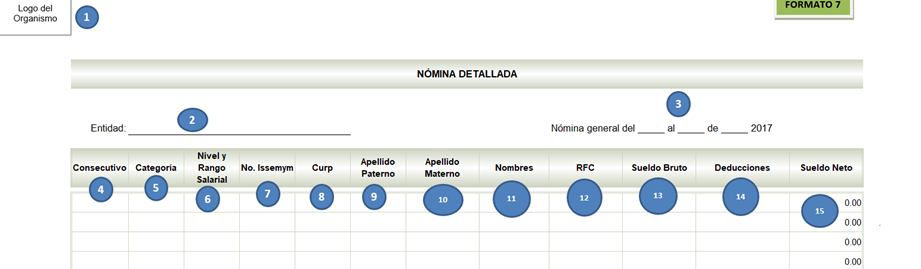 Logo del
Organismo
1
FORMATO 7
NÓMINA DETALLADA
2
3
Entidad: ____________________
Nómina general del _____ al _____ de _____ 2017
Consecutivo Categoría Nivel y Rango Salarial No. Issemym Curp Apellido Paterno Apellido Materno Nombres RFC Sueldo Bruto Deducciones Sueldo Neto
4 5 6 7 8 9 10 11 12 13 14 15
0.00
0.00
0.00
0.00